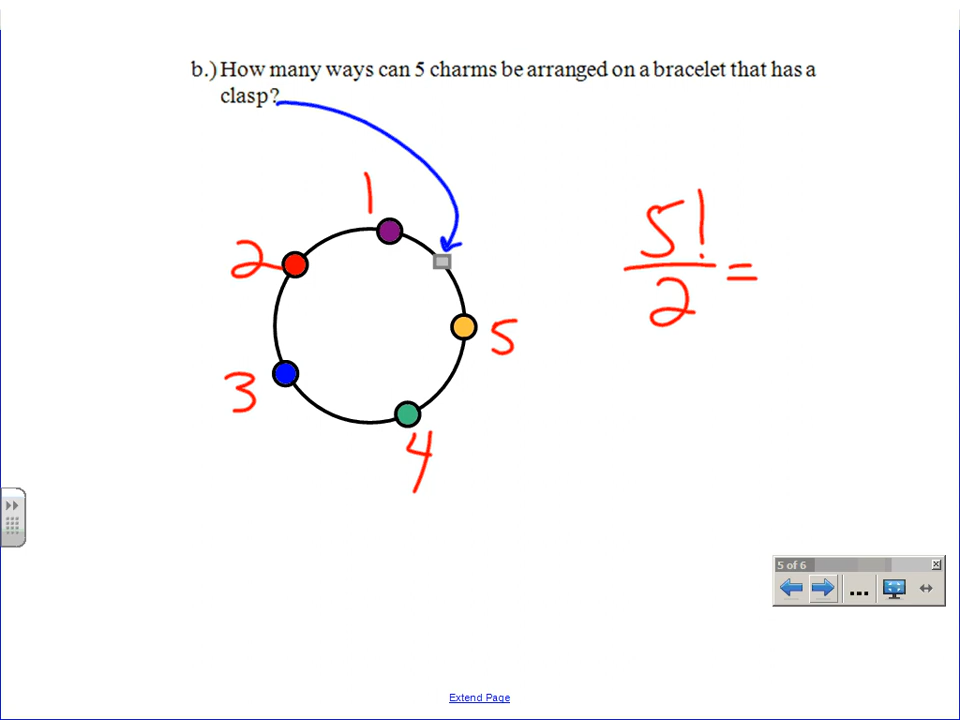 b.) How many ways can 5 charms be arranged on a bracelet that has a
clasp?
1
2
3
4
5
5!
2
=
5 of 6
...
Extend Page